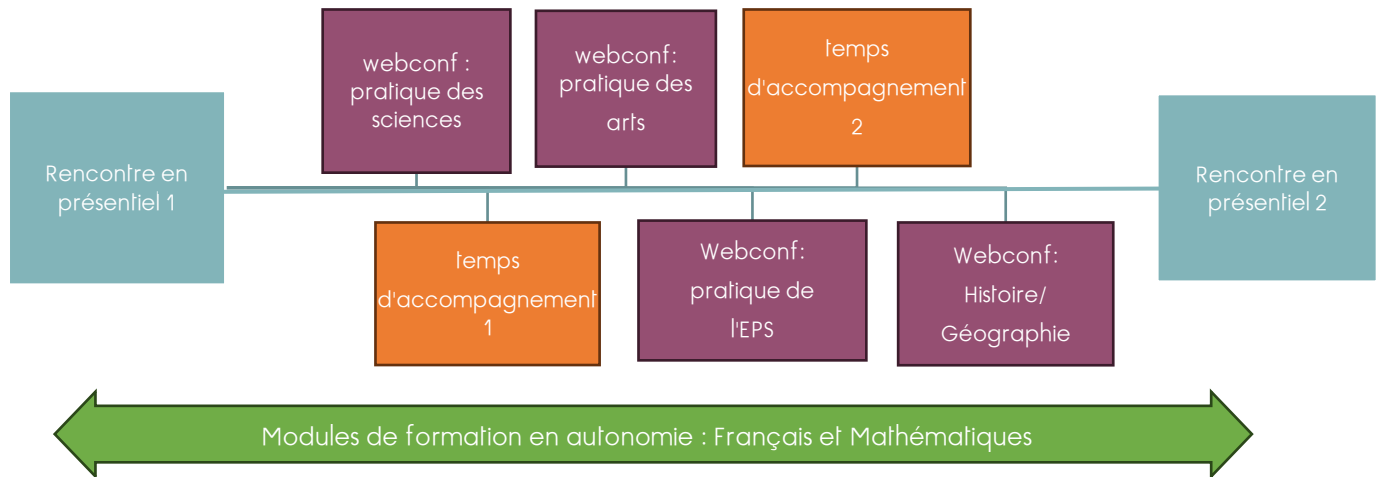 Rencontre en
présentiel 1
webconf :
pratique des
sciences
temps
d'accompagnement
1
webconf:
pratique des
arts
Webconf:
pratique de
l'EPS
temps
d'accompagnement
2
Webconf:
Histoire/
Géographie
Rencontre en
présentiel 2
Modules de formation en autonomie : Français et Mathématiques